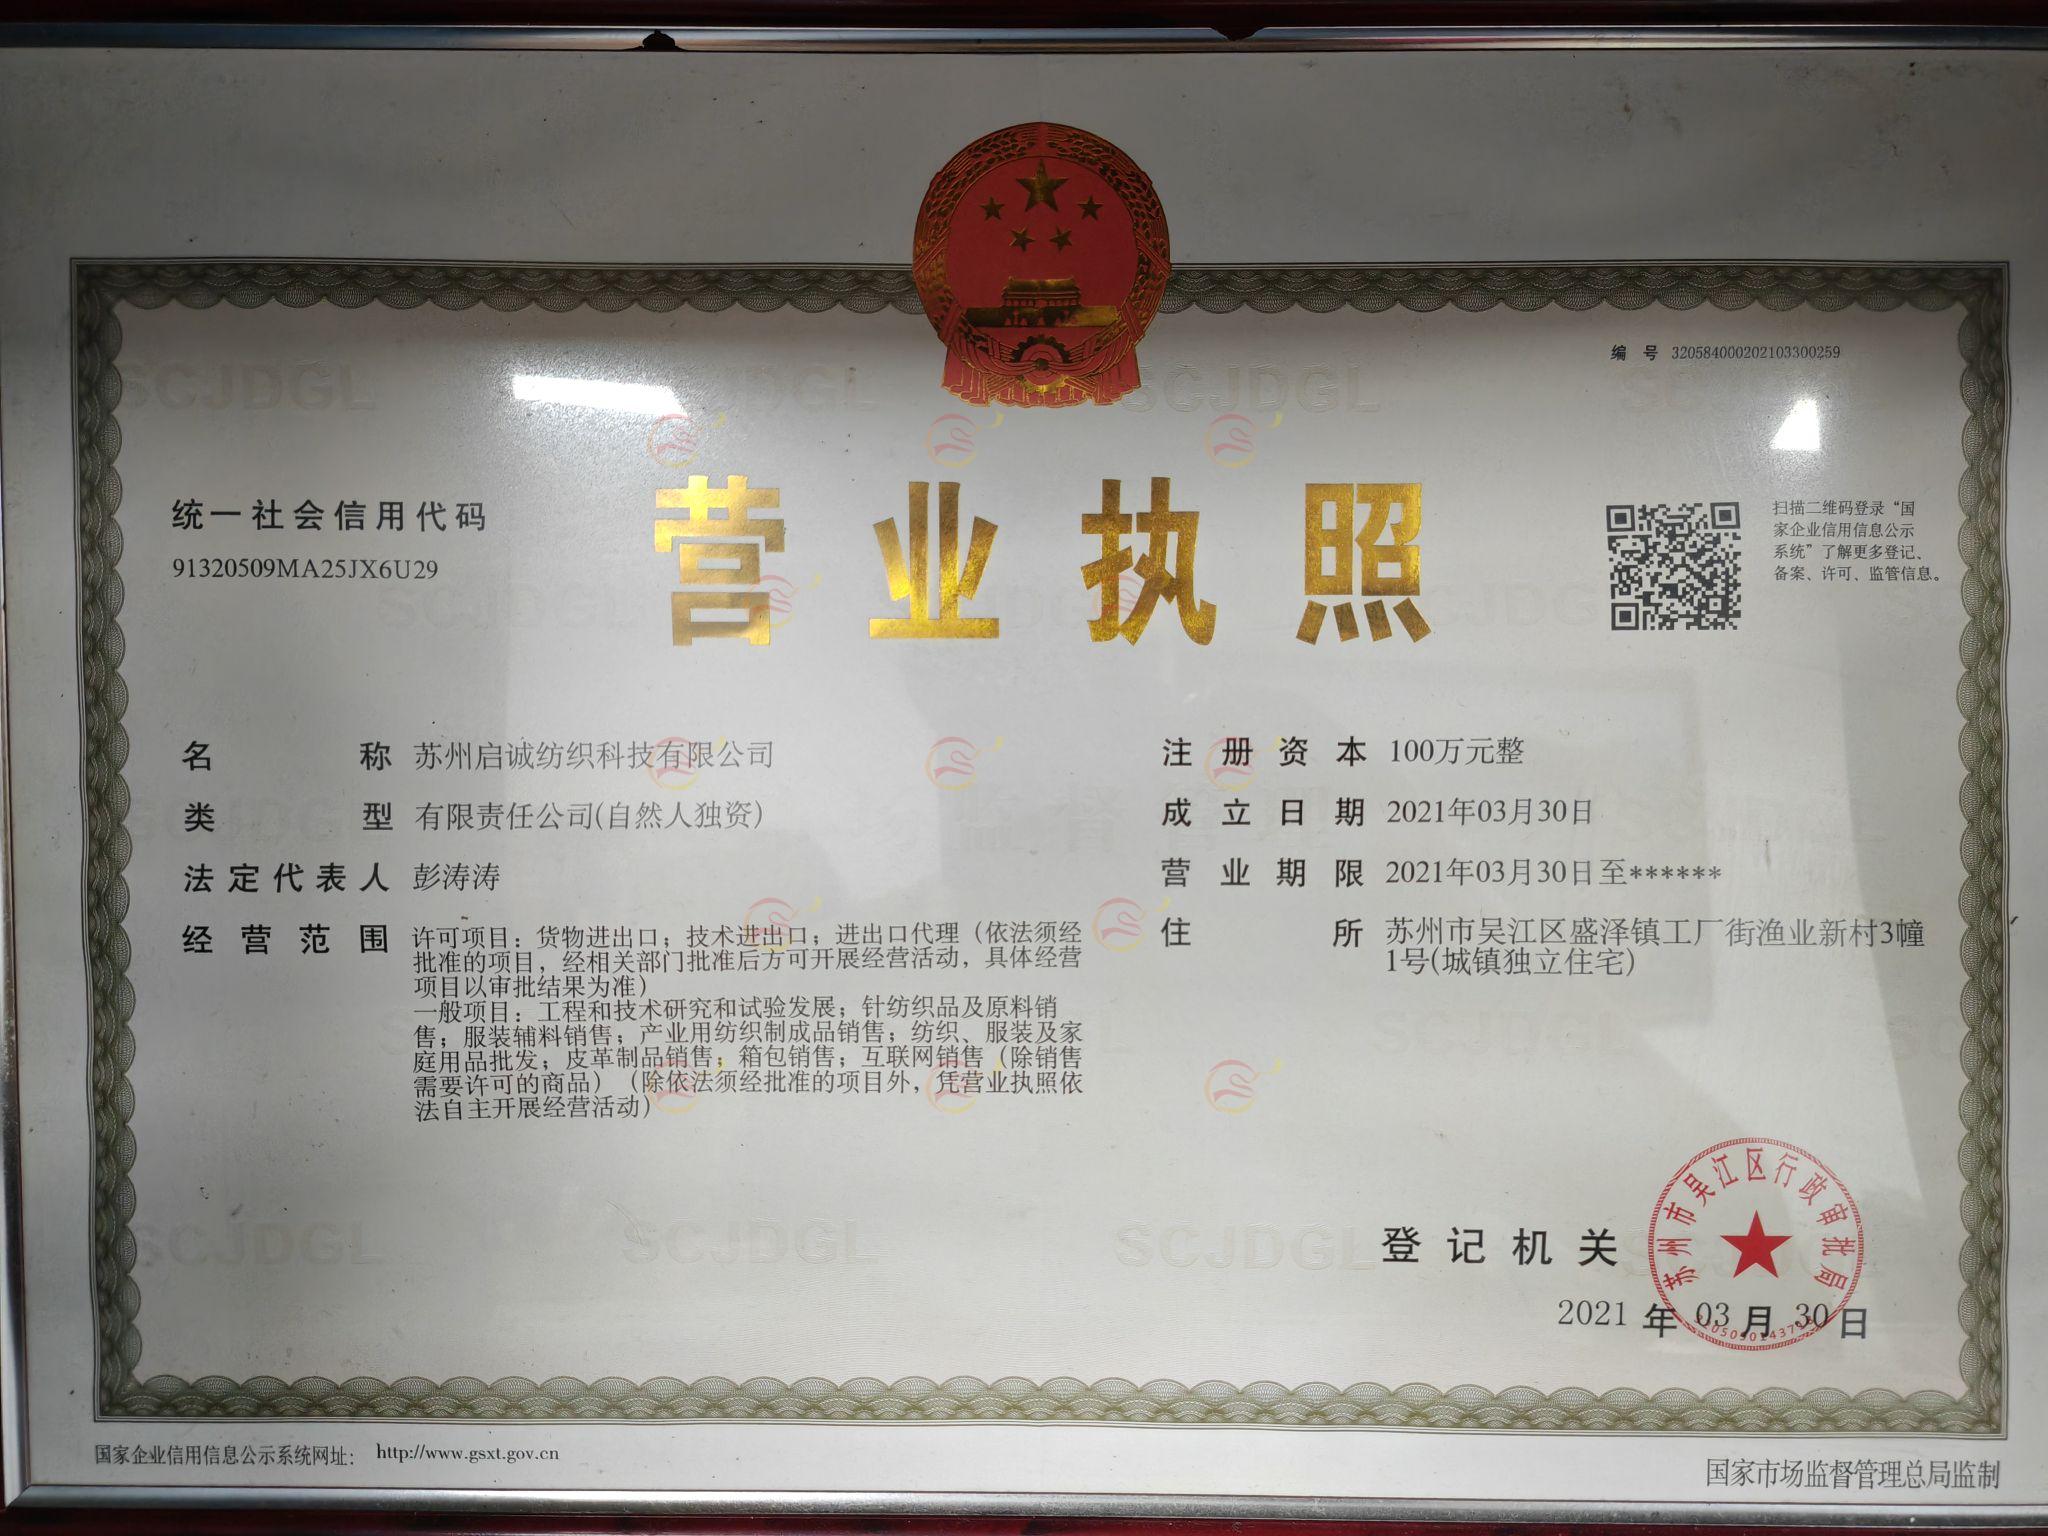 编 号 320584000202103300259
统一社会信用代码
91320509MA25JX6U29
营业执照
扫描二维码登录“国
家企业信用信息公示
系统”了解更多登记、
备案、许可、监管信息。
名称 苏州启诚纺织科技有限公司
类型 有限责任公司(自然人独资)
法定代表人 彭涛涛
经营范围 许可项目：货物进出口；技术进出口；进出口代理（依法须经
批准的项目，经相关部门批准后方可开展经营活动，具体经营
项目以审批结果为准）
一般项目：工程和技术研究和试验发展；针纺织品及原料销
售；服装辅料销售；产业用纺织制成品销售；纺织、服装及家
庭用品批发；皮革制品销售；箱包销售；互联网销售（除销售
需要许可的商品）（除依法须经批准的项目外，凭营业执照依
法自主开展经营活动）
注册资本 100万元整
成立日期 2021年03月30日
营业期限 2021年03月30日至******
住所 苏州市吴江区盛泽镇工厂街渔业新村3幢
1号(城镇独立住宅)
登记机关
苏州市吴江区行政审批局
2021 年 03 月 30 日
国家企业信用信息公示系统网址： http://www.gsxt.gov.cn
国家市场监督管理总局监制
SCJDGL